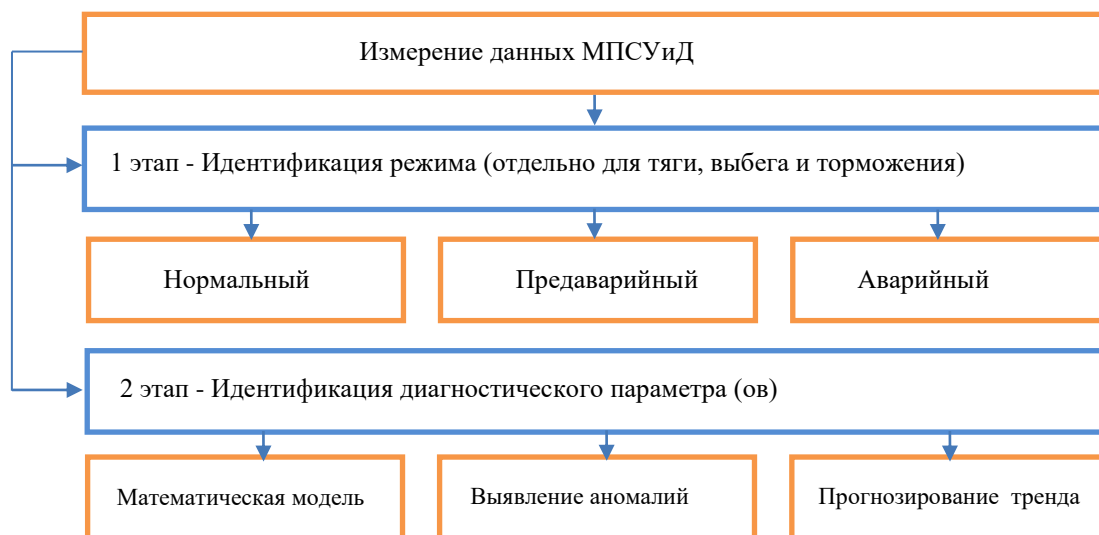 Измерение данных МПСУиД
1 этап - Идентификация режима (отдельно для тяги, выбега и торможения)
Нормальный
Предаварийный
Аварийный
2 этап - Идентификация диагностического параметра (ов)
Математическая модель
Выявление аномалий
Прогнозирование тренда